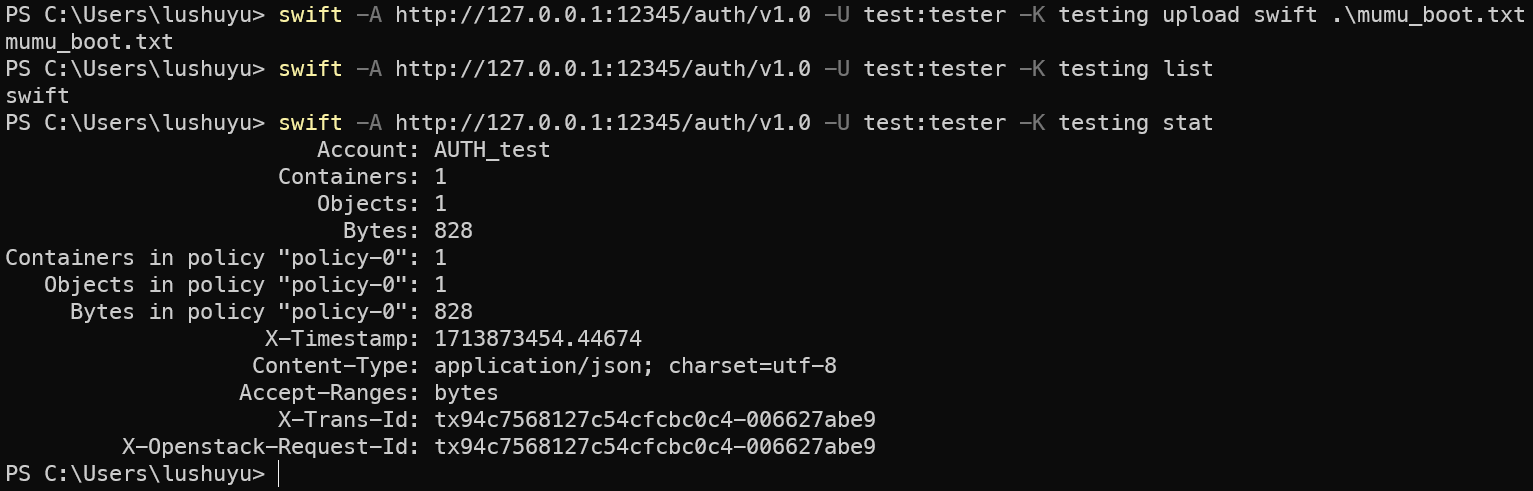 PS C:\Users\lushuyu> swift -A http://127.0.0.1:12345/auth/v1.0 -U test:tester -K testing upload swift .\mumu_boot.txt
mumu_boot.txt
PS C:\Users\lushuyu> swift -A http://127.0.0.1:12345/auth/v1.0 -U test:tester -K testing list
swift
PS C:\Users\lushuyu> swift -A http://127.0.0.1:12345/auth/v1.0 -U test:tester -K testing stat
Account: AUTH_test
Containers: 1
Objects: 1
Bytes: 828
Containers in policy "policy-0": 1
Objects in policy "policy-0": 1
Bytes in policy "policy-0": 828
X-Timestamp: 1713873454.44674
Content-Type: application/json; charset=utf-8
Accept-Ranges: bytes
X-Trans-Id: tx94c7568127c54cfcbc0c4-006627abe9
X-Openstack-Request-Id: tx94c7568127c54cfcbc0c4-006627abe9
PS C:\Users\lushuyu>